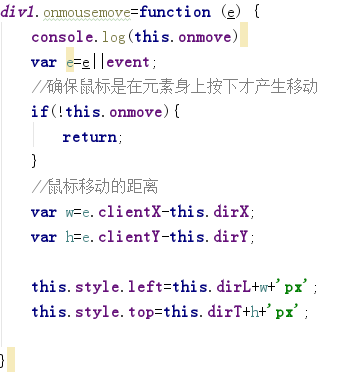 div1.onmousemove=function (e) {
console.log(this.onmove)
var e=e||event;
//确保鼠标是在元素身上按下才产生移动
if(!this.onmove){
return;
}
//鼠标移动的距离
var w=e.clientX-this.dirX;
var h=e.clientY-this.dirY;
this.style.left=this.dirL+w+'px';
this.style.top=this.dirT+h+'px';
}